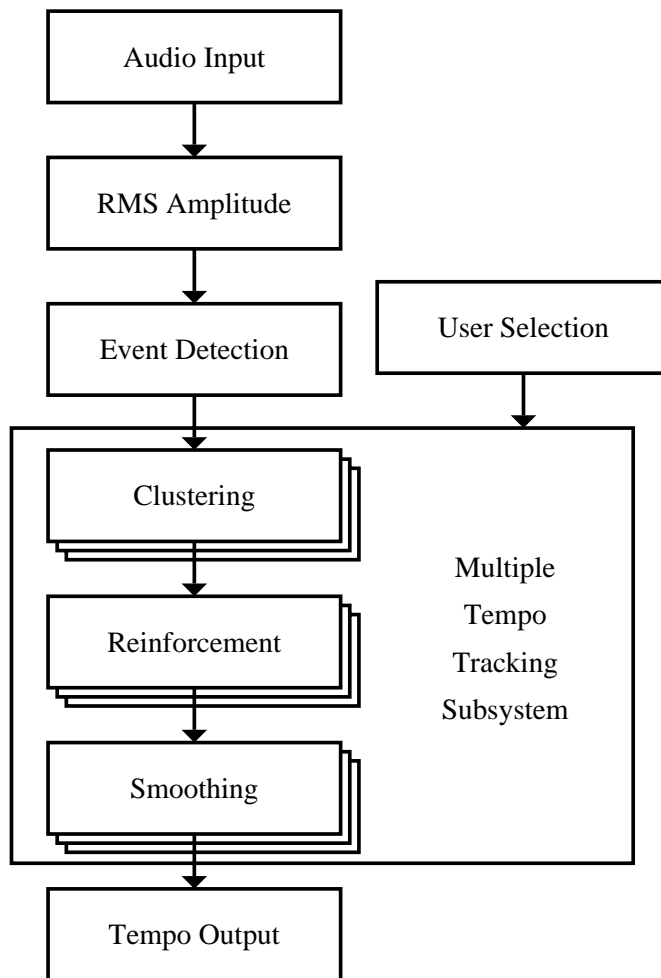 Audio Input
RMS Amplitude
Event Detection
User Selection
Clustering
Reinforcement
Smoothing
Multiple
Tempo
Tracking
Subsystem
Tempo Output